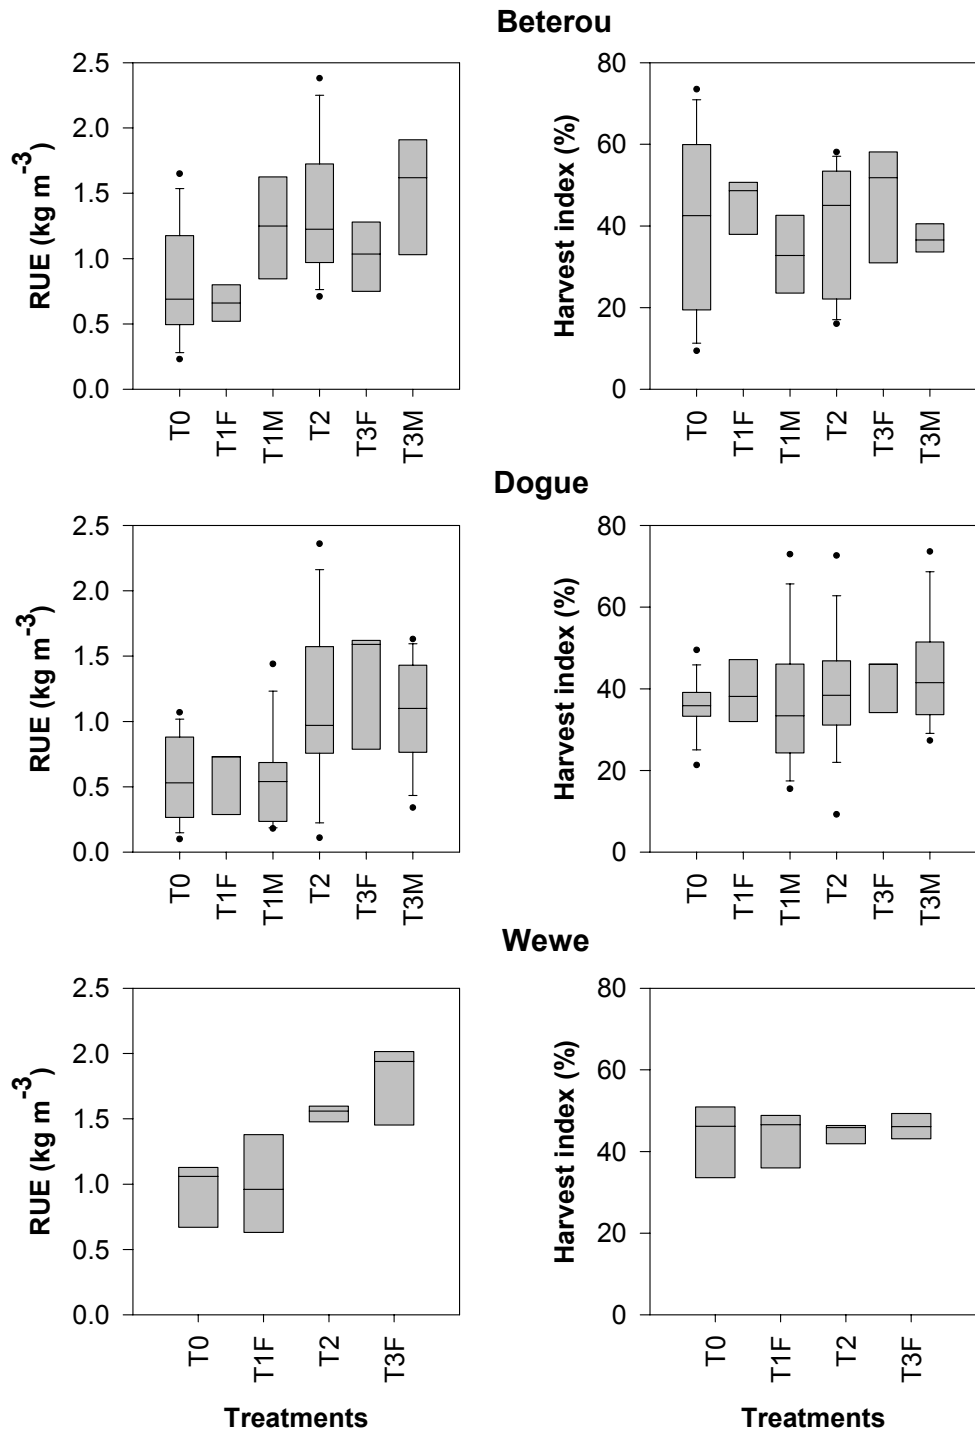 Beterou
RUE (kg m-3)
2.5
2.0
1.5
1.0
0.5
0.0
T0
T1F
T1M
T2
T3F
T3M
Harvest index (%)
80
60
40
20
0
T0
T1F
T1M
T2
T3F
T3M
Dogue
RUE (kg m-3)
2.5
2.0
1.5
1.0
0.5
0.0
T0
T1F
T1M
T2
T3F
T3M
Harvest index (%)
80
60
40
20
0
T0
T1F
T1M
T2
T3F
T3M
Wewe
RUE (kg m-3)
2.5
2.0
1.5
1.0
0.5
0.0
T0
T1F
T2
T3F
Treatments
Harvest index (%)
80
60
40
20
0
T0
T1F
T2
T3F
Treatments